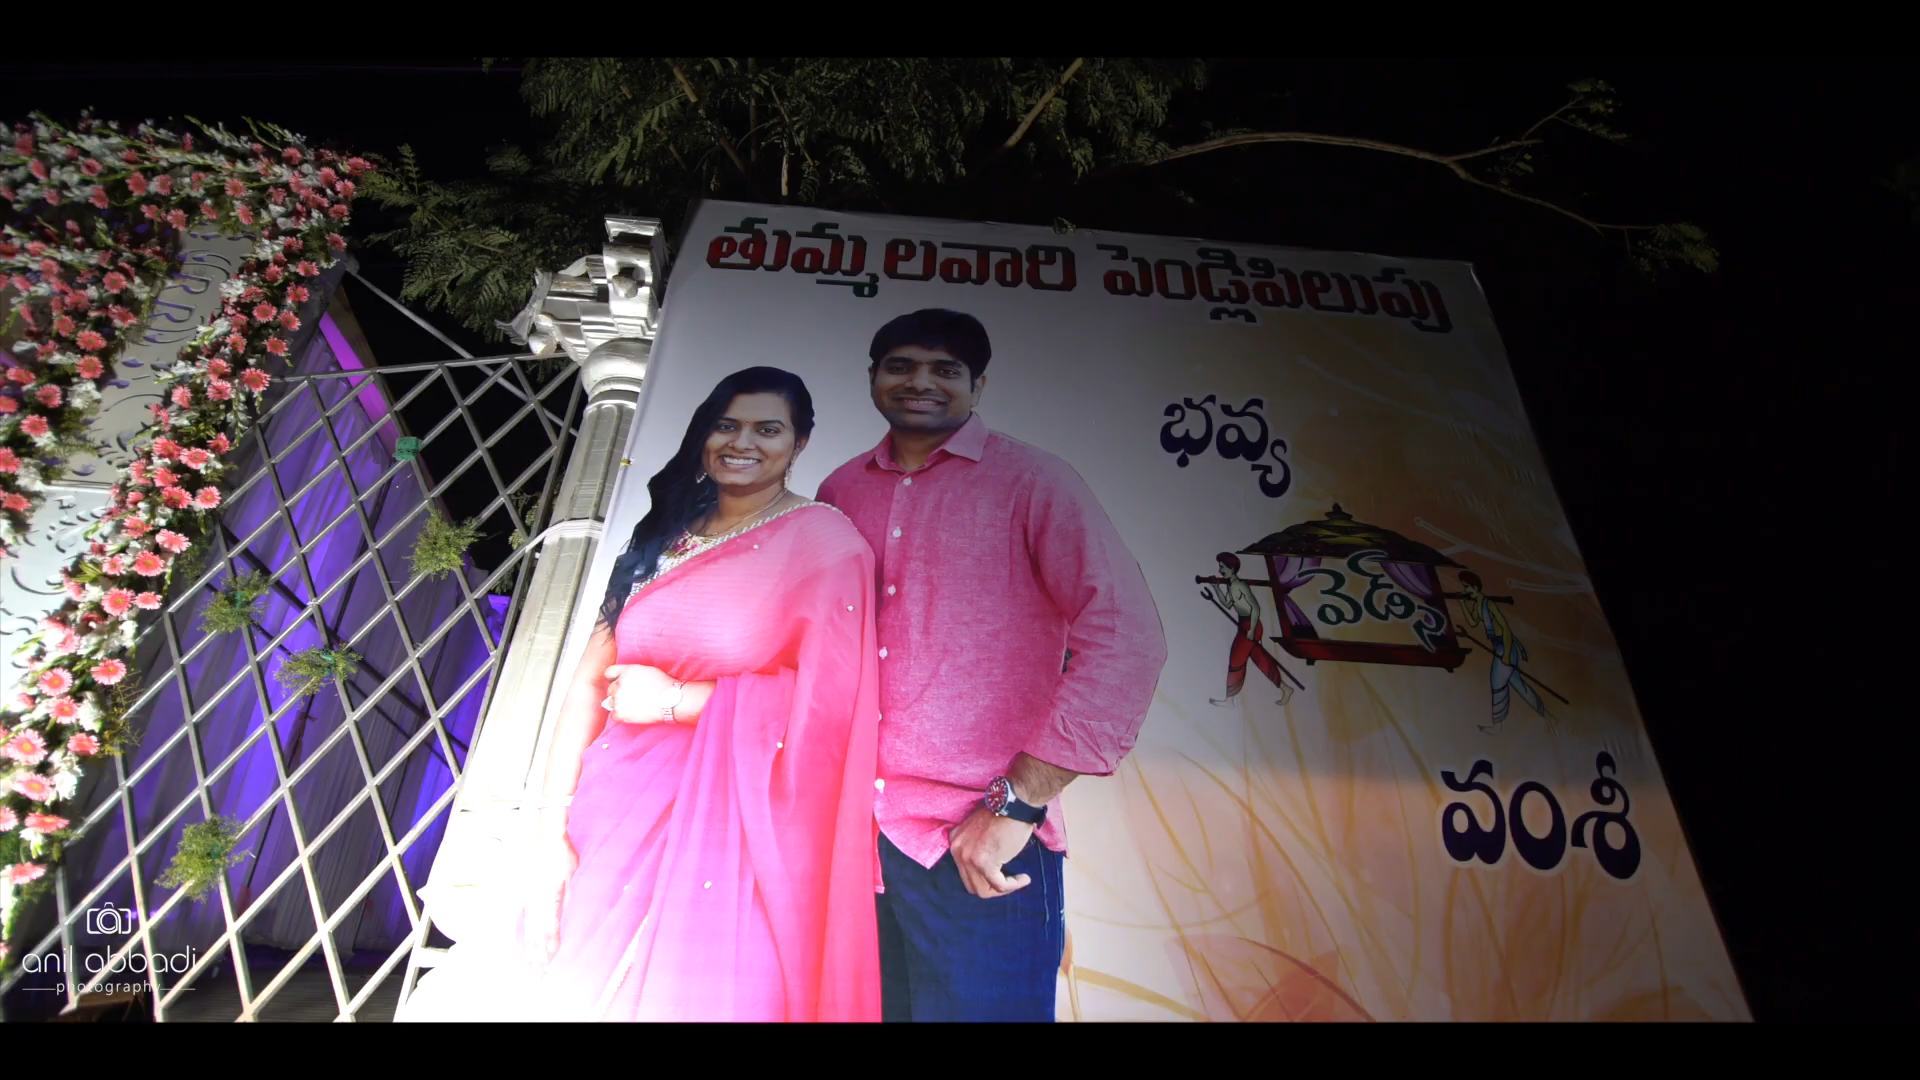 తుమ్మలవారి పెండ్లిపిలుపు
భవ్య
వెడ్స్
వంశీ
anil abbadi
photography